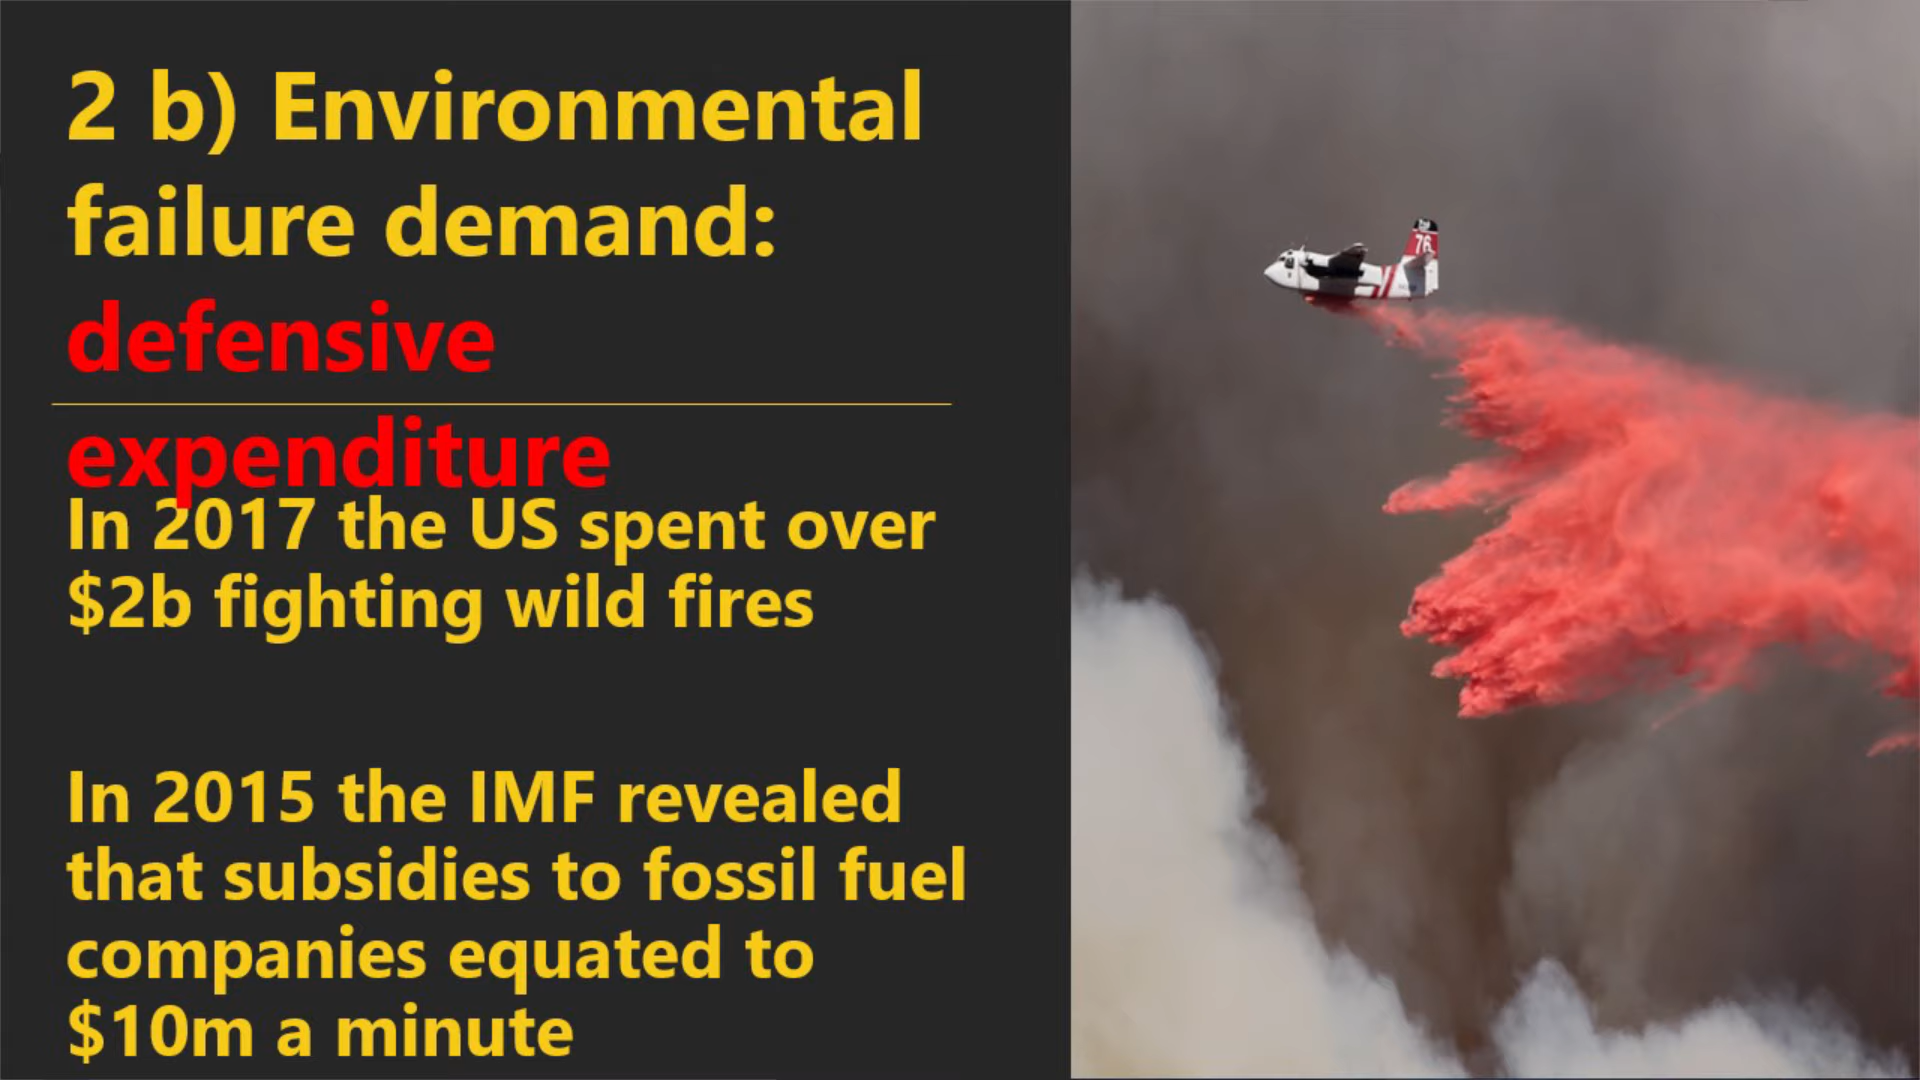 2 b) Environmental
failure demand:
defensive
expenditure
In 2017 the US spent over
$2b fighting wild fires
In 2015 the IMF revealed
that subsidies to fossil fuel
companies equated to
$10m a minute
76